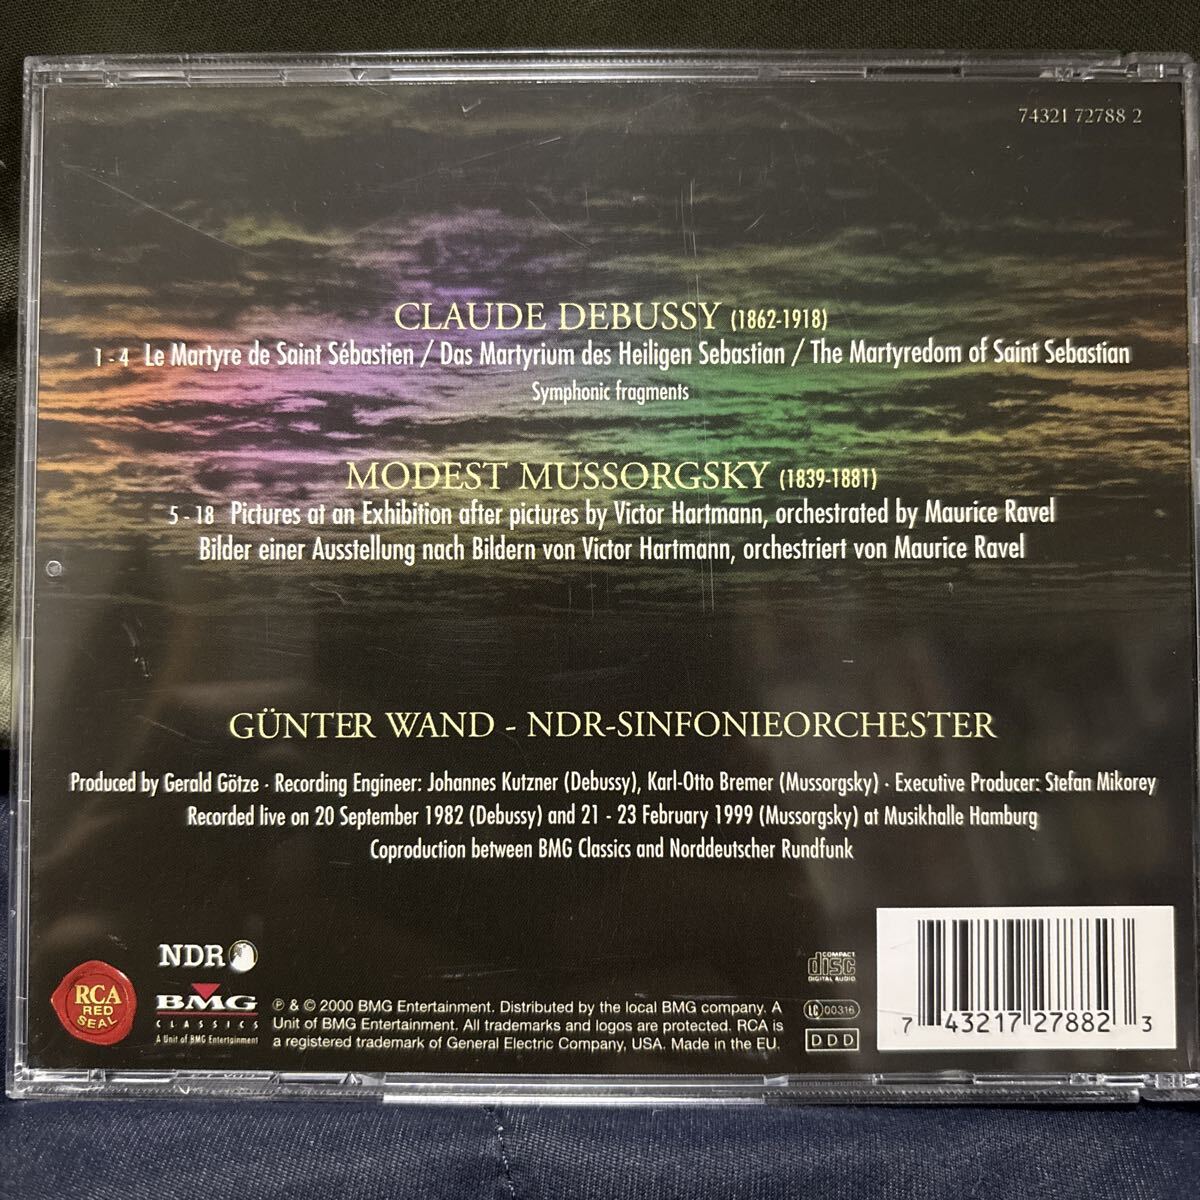 74321 72788 2
CLAUDE DEBUSSY (1862-1918)
1 - 4 Le Martyre de Saint Sébastien / Das Martyrium des Heiligen Sebastian / The Martyredom of Saint Sebastian
Symphonic fragments
MODEST MUSSORGSKY (1839-1881)
5 - 18 Pictures at an Exhibition after pictures by Victor Hartmann, orchestrated by Maurice Ravel
Bilder einer Ausstellung nach Bildern von Victor Hartmann, orchestriert von Maurice Ravel
GÜNTER WAND - NDR-SINFONIEORCHESTER
Produced by Gerald Götze · Recording Engineer: Johannes Kutzner (Debussy), Karl-Otto Bremer (Mussorgsky) · Executive Producer: Stefan Mikorey
Recorded live on 20 September 1982 (Debussy) and 21 - 23 February 1999 (Mussorgsky) at Musikhalle Hamburg
Coproduction between BMG Classics and Norddeutscher Rundfunk
NDR
RCA
RED
SEAL
BMG
CLASSICS
A Unit of BMG Entertainment
℗ & © 2000 BMG Entertainment. Distributed by the local BMG company. A
Unit of BMG Entertainment. All trademarks and logos are protected. RCA is
a registered trademark of General Electric Company, USA. Made in the EU.
COMPACT
disc
DIGITAL AUDIO
LC 00316
DDD
7 43217 27882 3